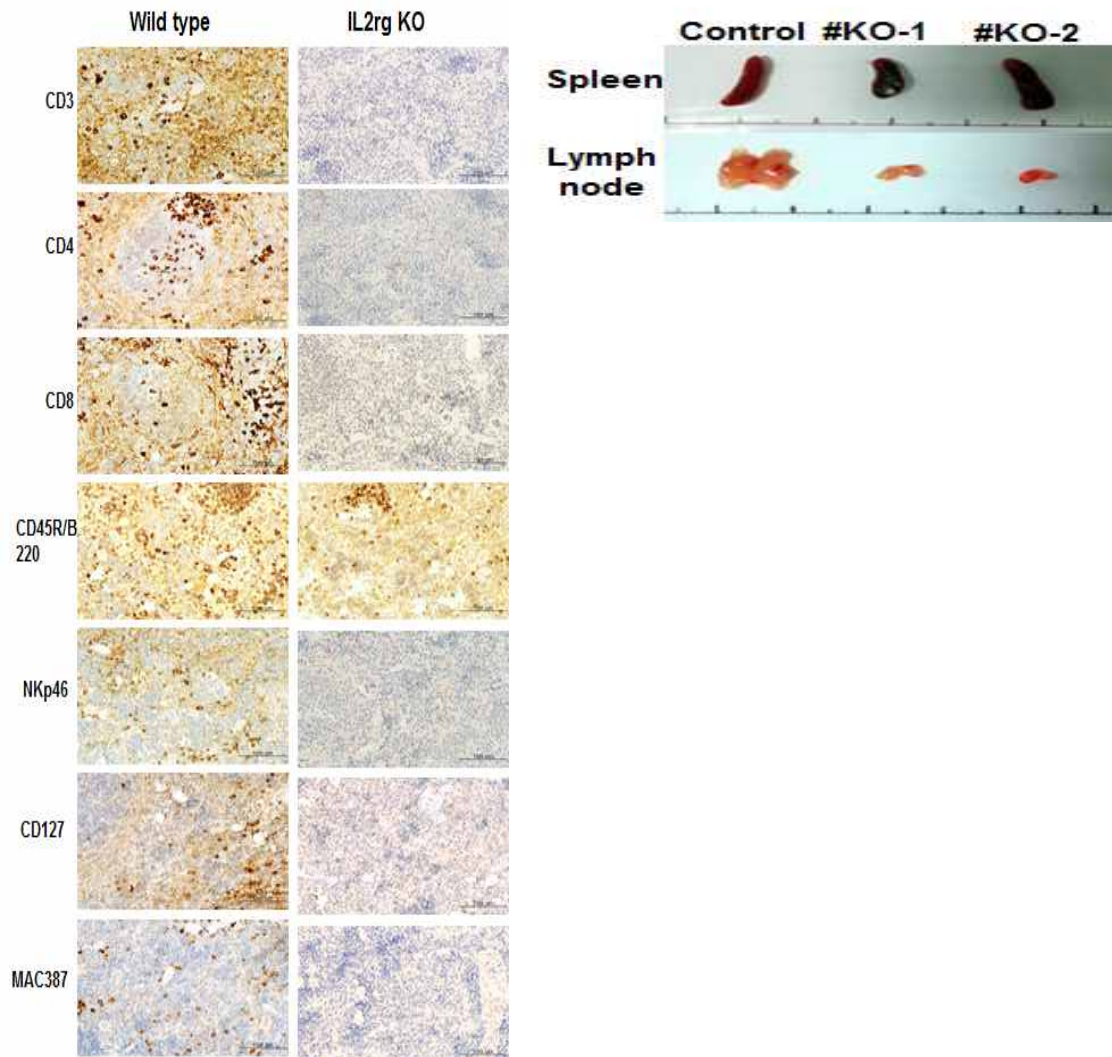 Wild type
IL2rg KO
CD3
CD4
CD8
CD45R/B
220
NKp46
CD127
MAC387
Control #KO-1 #KO-2
Spleen
Lymph
node